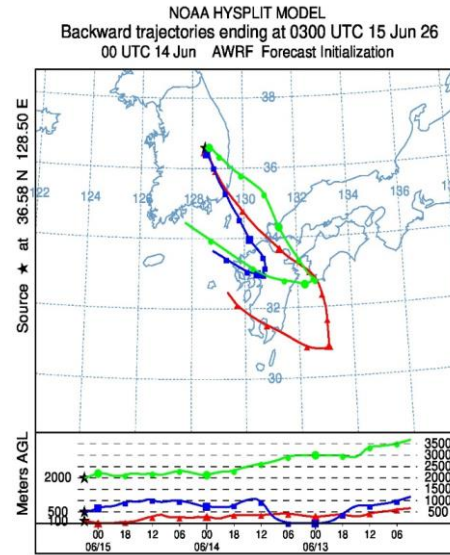 NOAA HYSPLIT MODEL
Backward trajectories ending at 0300 UTC 15 Jun 26
00 UTC 14 Jun AWRF Forecast Initialization
Source ★ at 36.58 N 128.50 E
38
36
122 124 126 128 130 132 134 136 138
34
32
30
Meters AGL
2000
500
100
3500
3000
2500
2000
1500
1000
500
0
00 18 12 06 00 18 12 06 00 18 12 06
06/15 06/14 06/13